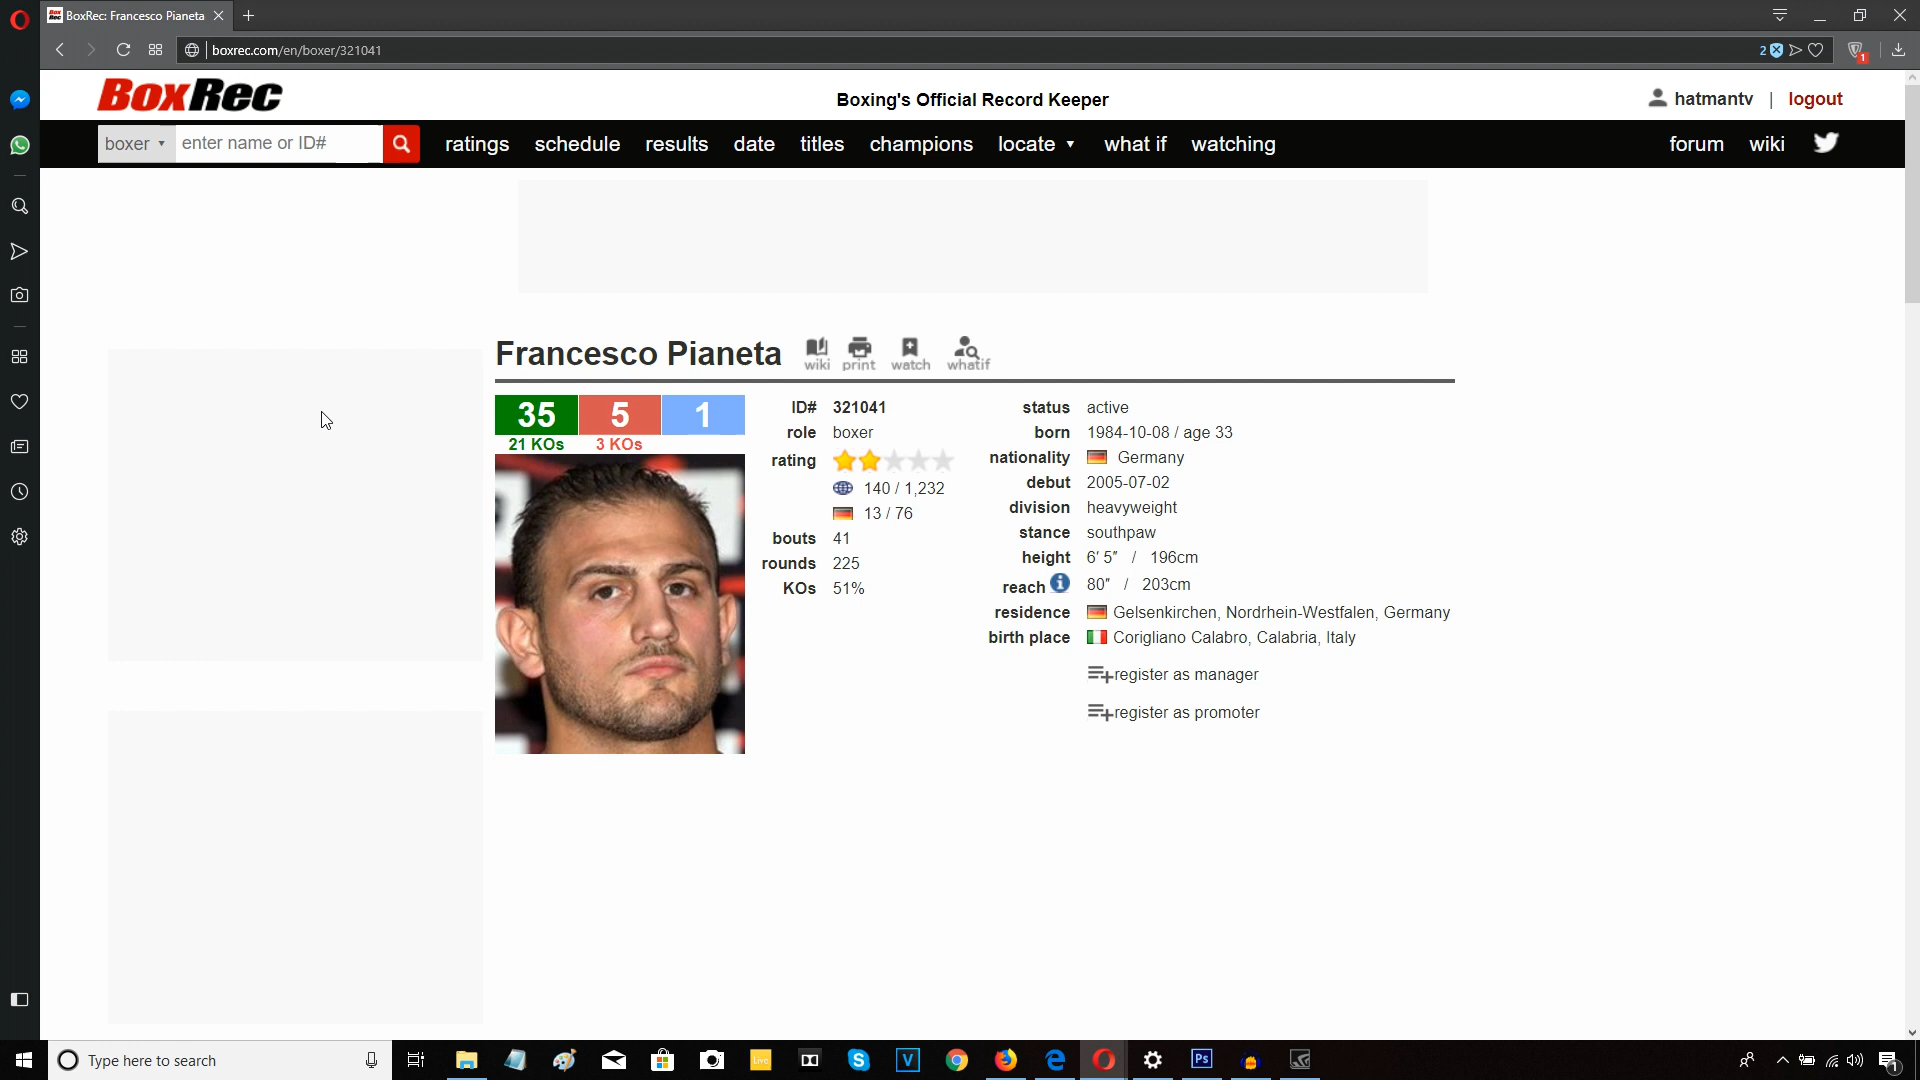 BoxRec: Francesco Pianeta
boxrec.com/en/boxer/321041
2
1
BoxRec
Boxing's Official Record Keeper
hatmantv | logout
boxer
enter name or ID#
ratings
schedule
results
date
titles
champions
locate
what if
watching
forum
wiki
Francesco Pianeta
wiki
print
watch
whatif
35
5
1
21 KOs
3 KOs
ID# 321041
role boxer
rating
140 / 1,232
13 / 76
bouts 41
rounds 225
KOs 51%
status active
born 1984-10-08 / age 33
nationality Germany
debut 2005-07-02
division heavyweight
stance southpaw
height 6′ 5″ / 196cm
reach 80″ / 203cm
residence Gelsenkirchen, Nordrhein-Westfalen, Germany
birth place Corigliano Calabro, Calabria, Italy
register as manager
register as promoter
Type here to search
Live
V
Ps
1